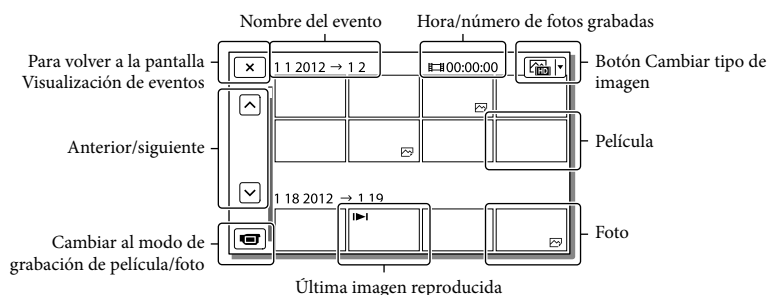 Nombre del evento
Hora/número de fotos grabadas
Para volver a la pantalla
Visualización de eventos
1 1 2012 → 1 2
00:00:00
HD
Botón Cambiar tipo de
imagen
Anterior/siguiente
Película
1 18 2012 → 1 19
Cambiar al modo de
grabación de película/foto
Foto
Última imagen reproducida